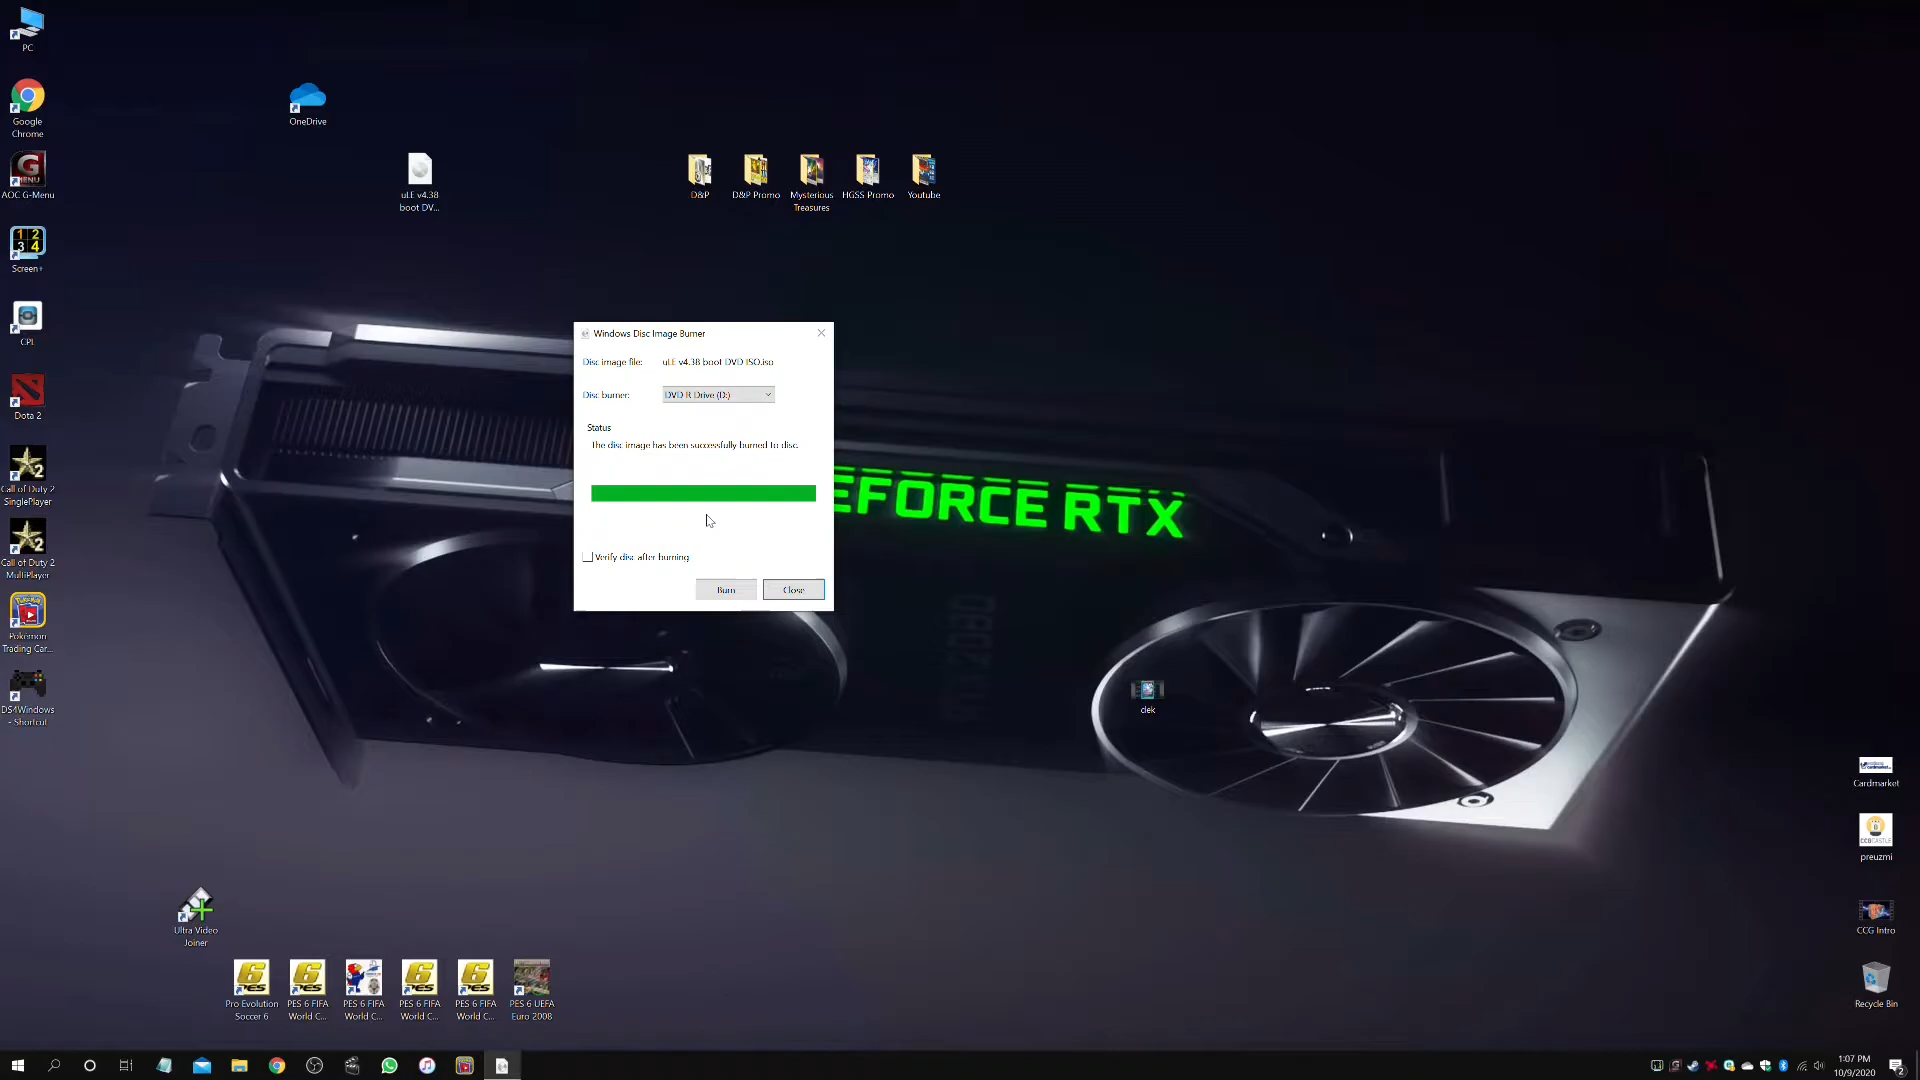 PC
Google
Chrome
AOC G-Menu
Screen+
CPL
Dota 2
Call of Duty 2
SinglePlayer
Call of Duty 2
MultiPlayer
Pokémon
Trading Car...
DS4Windows
- Shortcut
OneDrive
uLE v4.38
boot DV...
D&P
D&P Promo
Mysterious
Treasures
HGSS Promo
Youtube
Windows Disc Image Burner
Disc image file: uLE v4.38 boot DVD ISO.iso
Disc burner: DVD R Drive (D:)
Status
The disc image has been successfully burned to disc.
Verify disc after burning
Burn
Close
EFORCE RTX
dek
Cardmarket
preuzmi
CCG Intro
Recycle Bin
Ultra Video
Joiner
Pro Evolution
Soccer 6
PES 6 FIFA
World C...
PES 6 FIFA
World C...
PES 6 FIFA
World C...
PES 6 FIFA
World C...
PES 6 UEFA
Euro 2008
1:07 PM
10/9/2020
2